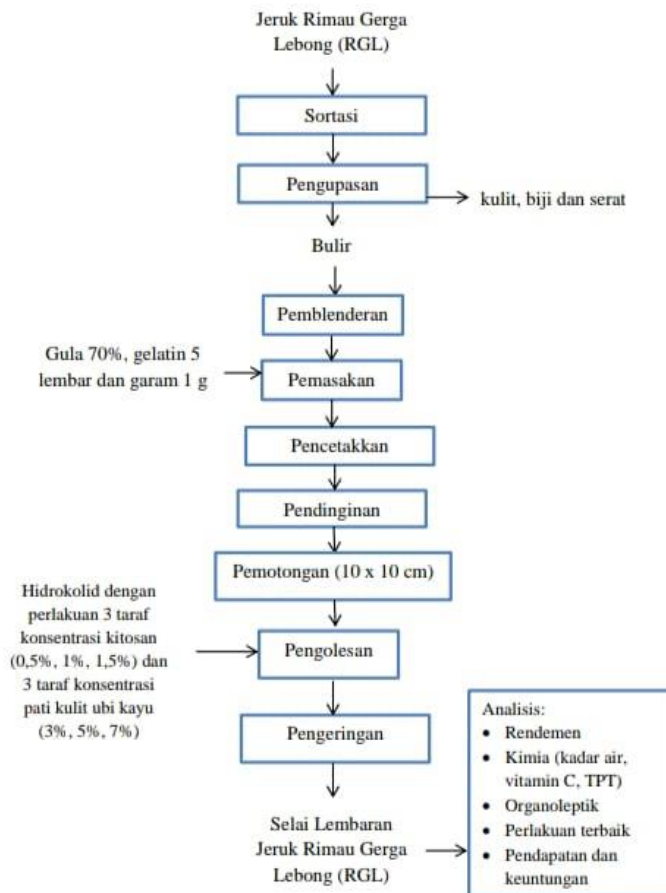 Jeruk Rimau Gerga
Lebong (RGL)
Sortasi
Pengupasan
kulit, biji dan serat
Bulir
Pemblenderan
Gula 70%, gelatin 5
lembar dan garam 1 g
Pemasakan
Pencetakkan
Pendinginan
Pemotongan (10 x 10 cm)
Hidrokolid dengan
perlakuan 3 taraf
konsentrasi kitosan
(0,5%, 1%, 1,5%) dan
3 taraf konsentrasi
pati kulit ubi kayu
(3%, 5%, 7%)
Pengolesan
Pengeringan
Selai Lembaran
Jeruk Rimau Gerga
Lebong (RGL)
Analisis:
• Rendemen
• Kimia (kadar air,
vitamin C, TPT)
• Organoleptik
• Perlakuan terbaik
• Pendapatan dan
keuntungan